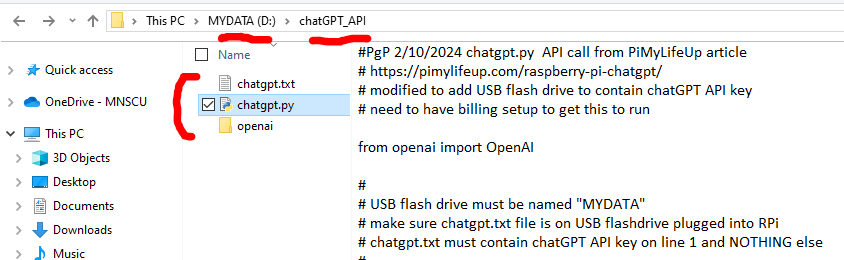 This PC > MYDATA (D:) > chatGPT_API
Quick access
OneDrive - MNSCU
This PC
3D Objects
Desktop
Documents
Downloads
Music
Name
chatgpt.txt
chatgpt.py
openai
#PgP 2/10/2024 chatgpt.py  API call from PiMyLifeUp article
# https://pimylifeup.com/raspberry-pi-chatgpt/
# modified to add USB flash drive to contain chatGPT API key
# need to have billing setup to get this to run
from openai import OpenAI
#
# USB flash drive must be named "MYDATA"
# make sure chatgpt.txt file is on USB flashdrive plugged into RPi
# chatgpt.txt must contain chatGPT API key on line 1 and NOTHING else
#